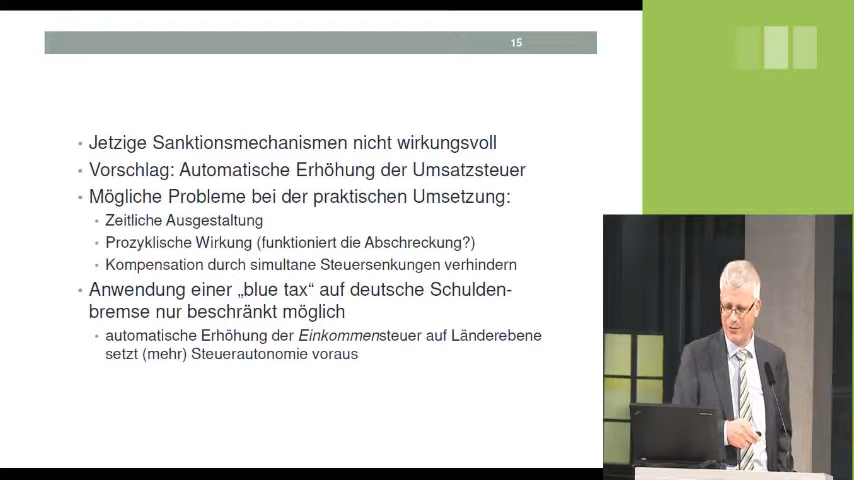 15
• Jetzige Sanktionsmechanismen nicht wirkungsvoll
• Vorschlag: Automatische Erhöhung der Umsatzsteuer
• Mögliche Probleme bei der praktischen Umsetzung:
• Zeitliche Ausgestaltung
• Prozyklische Wirkung (funktioniert die Abschreckung?)
• Kompensation durch simultane Steuersenkungen verhindern
• Anwendung einer „blue tax“ auf deutsche Schulden-
bremse nur beschränkt möglich
• automatische Erhöhung der Einkommensteuer auf Länderebene
setzt (mehr) Steuerautonomie voraus